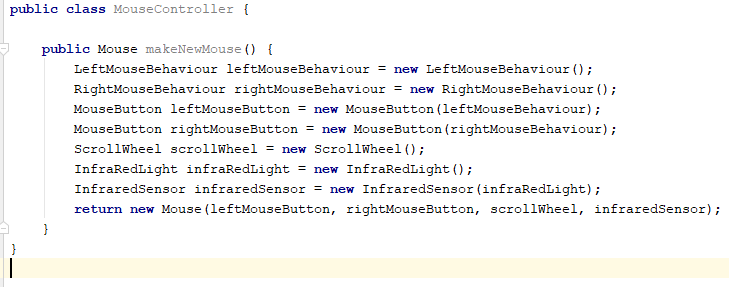 public class MouseController {
public Mouse makeNewMouse() {
LeftMouseBehaviour leftMouseBehaviour = new LeftMouseBehaviour();
RightMouseBehaviour rightMouseBehaviour = new RightMouseBehaviour();
MouseButton leftMouseButton = new MouseButton(leftMouseBehaviour);
MouseButton rightMouseButton = new MouseButton(rightMouseBehaviour);
ScrollWheel scrollWheel = new ScrollWheel();
InfraRedLight infraRedLight = new InfraRedLight();
InfraredSensor infraredSensor = new InfraredSensor(infraRedLight);
return new Mouse(leftMouseButton, rightMouseButton, scrollWheel, infraredSensor);
}
}